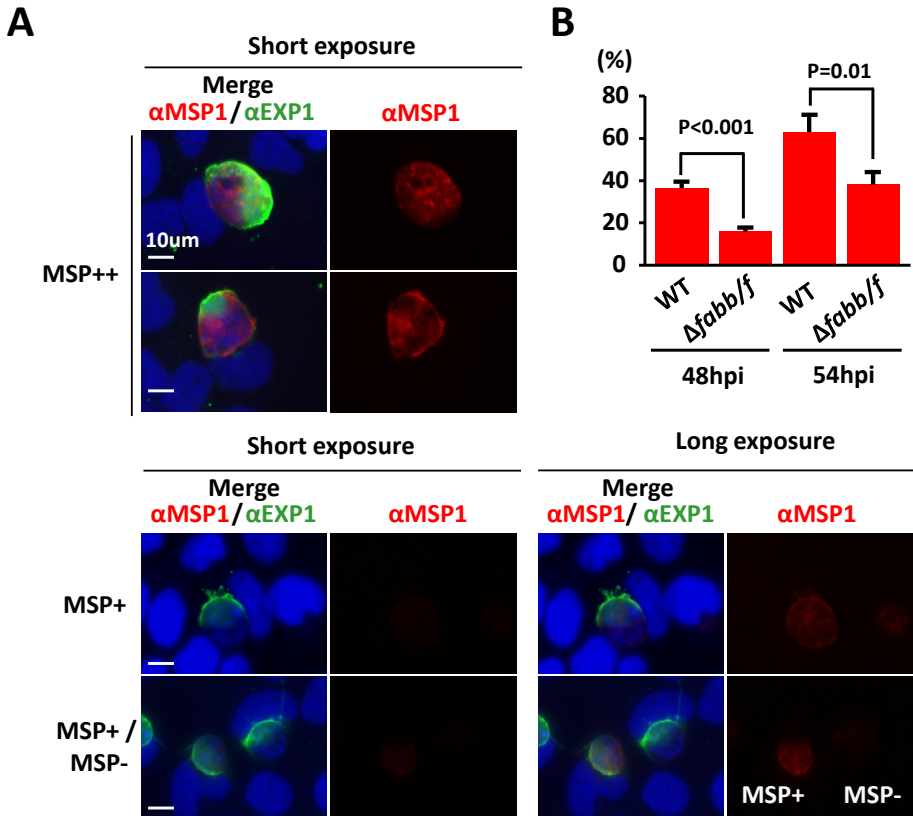 A
Short exposure
Merge
αMSP1/αEXP1
αMSP1
MSP++
10um
B
(%)
80
60
40
20
0
P<0.001
P=0.01
WT
Δfabb/f
WT
Δfabb/f
48hpi
54hpi
Short exposure
Merge
αMSP1/αEXP1
αMSP1
Long exposure
Merge
αMSP1/ αEXP1
αMSP1
MSP+
MSP+ /
MSP-
MSP+
MSP-